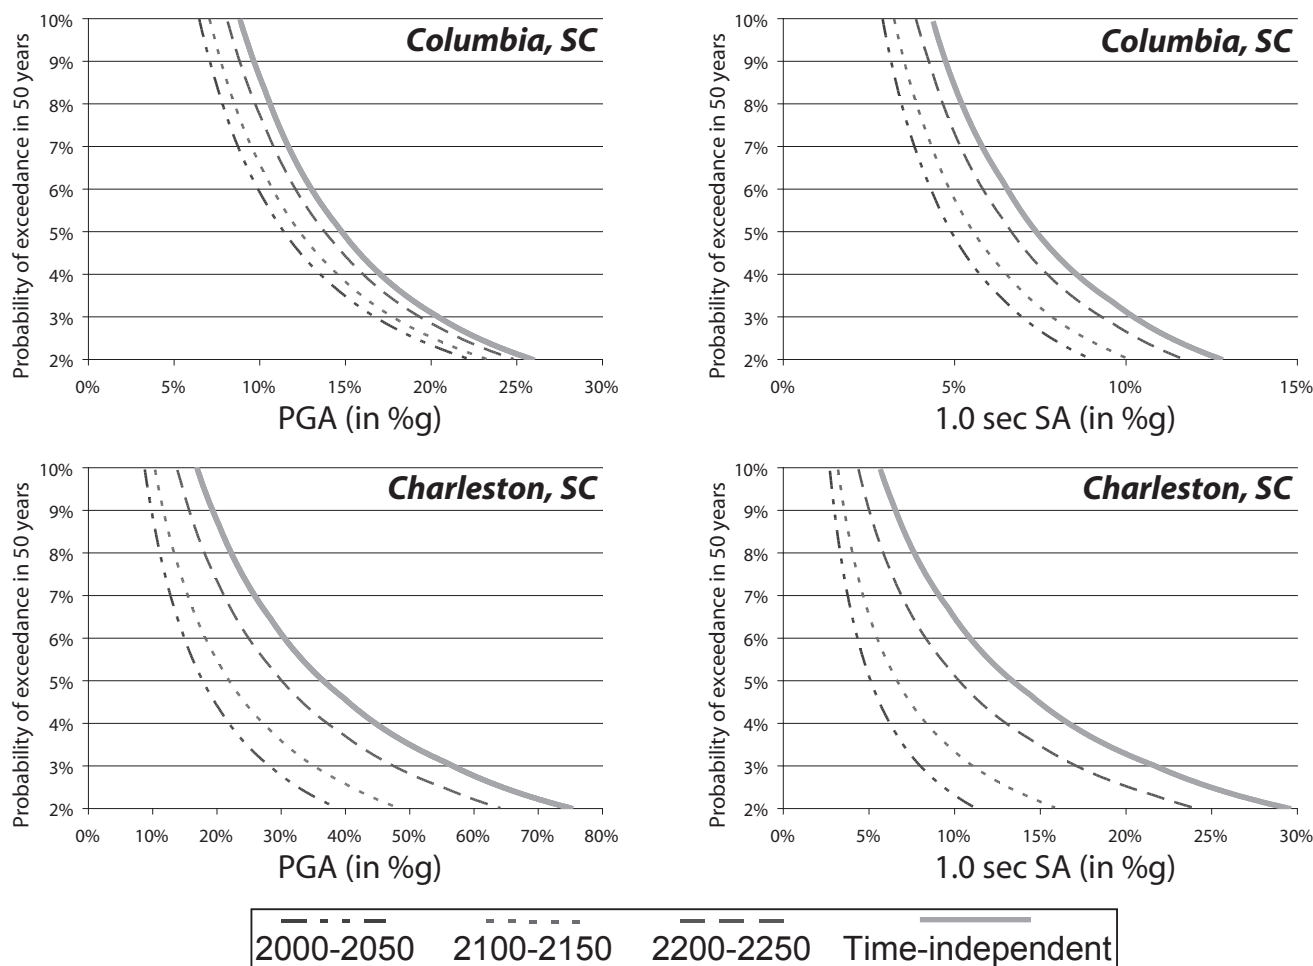 Columbia, SC
Probability of exceedance in 50 years
10%
9%
8%
7%
6%
5%
4%
3%
2%
0% 5% 10% 15% 20% 25% 30%
PGA (in %g)
Columbia, SC
Probability of exceedance in 50 years
10%
9%
8%
7%
6%
5%
4%
3%
2%
0% 5% 10% 15%
1.0 sec SA (in %g)
Charleston, SC
Probability of exceedance in 50 years
10%
9%
8%
7%
6%
5%
4%
3%
2%
0% 10% 20% 30% 40% 50% 60% 70% 80%
PGA (in %g)
Charleston, SC
Probability of exceedance in 50 years
10%
9%
8%
7%
6%
5%
4%
3%
2%
0% 5% 10% 15% 20% 25% 30%
1.0 sec SA (in %g)
2000-2050 2100-2150 2200-2250 Time-independent